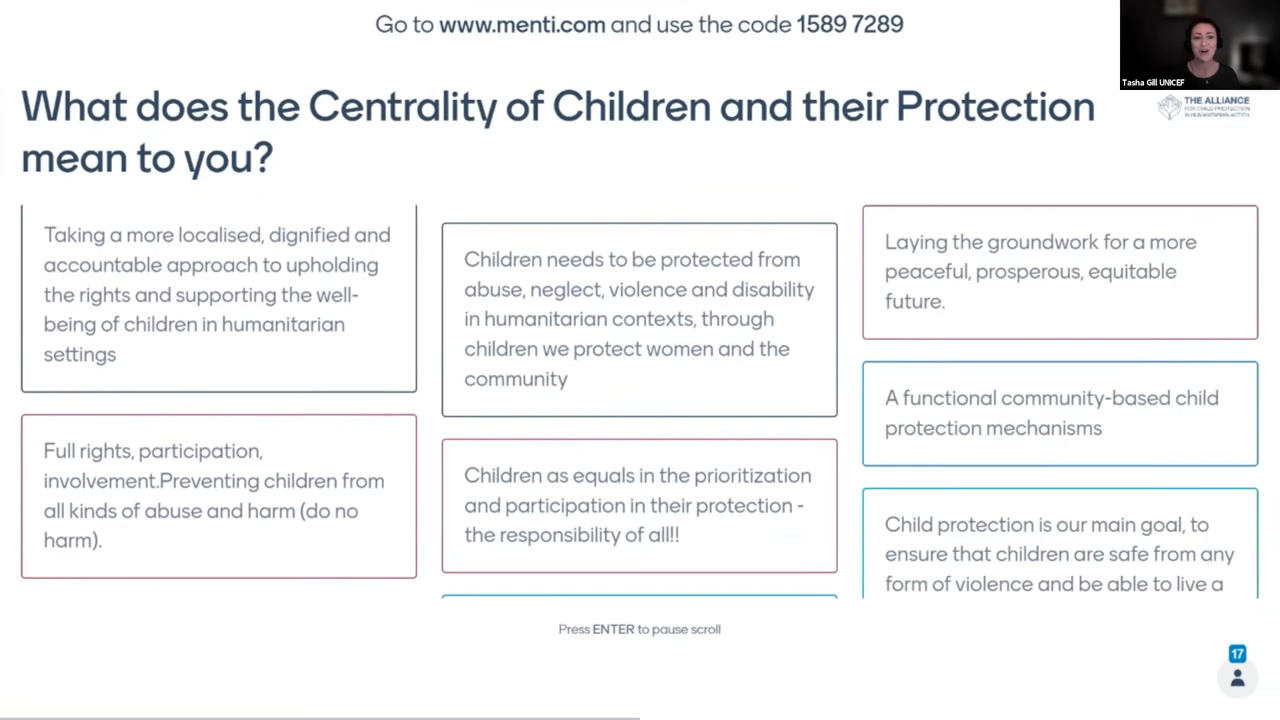 Go to www.menti.com and use the code 1589 7289
Tasha Gill UNICEF
What does the Centrality of Children and their Protection
mean to you?
THE ALLIANCE
FOR CHILD PROTECTION
IN HUMANITARIAN ACTION
Taking a more localised, dignified and
accountable approach to upholding
the rights and supporting the well-
being of children in humanitarian
settings
Full rights, participation,
involvement.Preventing children from
all kinds of abuse and harm (do no
harm).
Children needs to be protected from
abuse, neglect, violence and disability
in humanitarian contexts, through
children we protect women and the
community
Children as equals in the prioritization
and participation in their protection -
the responsibility of all!!
Laying the groundwork for a more
peaceful, prosperous, equitable
future.
A functional community-based child
protection mechanisms
Child protection is our main goal, to
ensure that children are safe from any
form of violence and be able to live a
Press ENTER to pause scroll
17